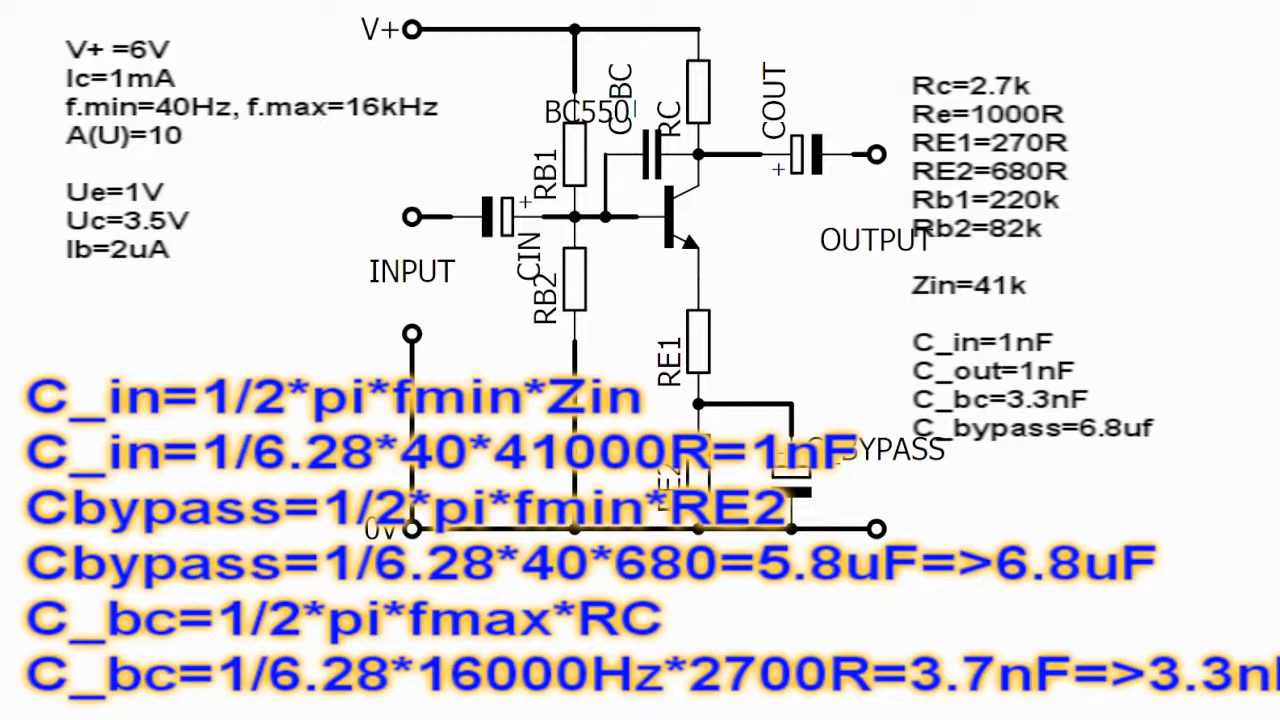 V+ =6V
Ic=1mA
f.min=40Hz, f.max=16kHz
A(U)=10
Ue=1V
Uc=3.5V
Ib=2uA
V+
BC550
C_BC
RC
COUT
+
RB1
+
INPUT
CIN
RB2
OUTPUT
RE1
0V
Rc=2.7k
Re=1000R
RE1=270R
RE2=680R
Rb1=220k
Rb2=82k
Zin=41k
C_in=1nF
C_out=1nF
C_bc=3.3nF
C_bypass=6.8uf
C_BYPASS
RE2
C_in=1/2*pi*fmin*Zin
C_in=1/6.28*40*41000R=1nF
Cbypass=1/2*pi*fmin*RE2
Cbypass=1/6.28*40*680=5.8uF=>6.8uF
C_bc=1/2*pi*fmax*RC
C_bc=1/6.28*16000Hz*2700R=3.7nF=>3.3nF